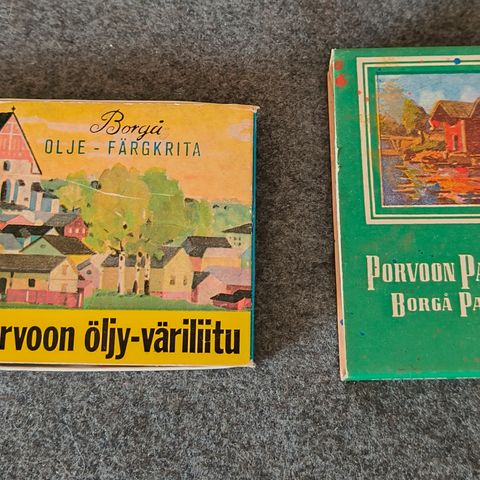 Borgå
OLJE - FÄRGKRITA
rvoon öljy-väriliitu
PORVOON PA
BORGÅ PA